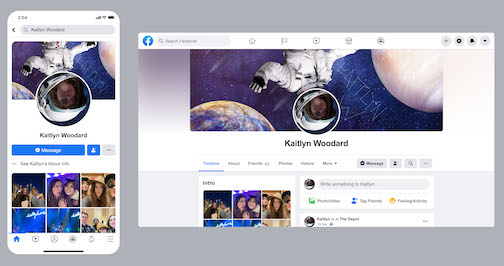 2:04
Kaitlyn Woodard
Kaitlyn Woodard
Message
See Kaitlyn's About Info
Search Facebook
KAITLYN
Kaitlyn Woodard
Timeline About Friends Photos Videos More
Message
Intro
Write something to Kaitlyn...
Photo/Video Tag Friends Feeling/Activity
Kaitlyn is at The Depot.